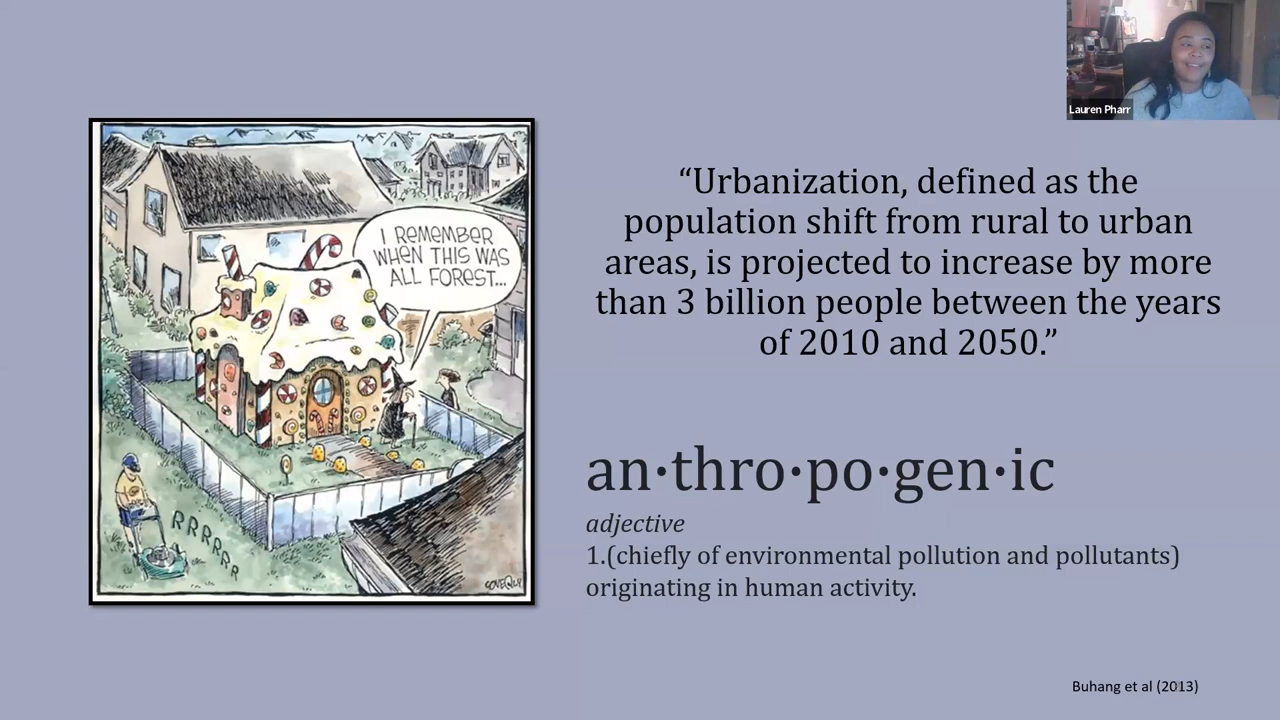 Lauren Pharr
I REMEMBER
WHEN THIS WAS
ALL FOREST...
RRRRRR
“Urbanization, defined as the
population shift from rural to urban
areas, is projected to increase by more
than 3 billion people between the years
of 2010 and 2050.”
an·thro·po·gen·ic
adjective
1.(chiefly of environmental pollution and pollutants)
originating in human activity.
Buhang et al (2013)